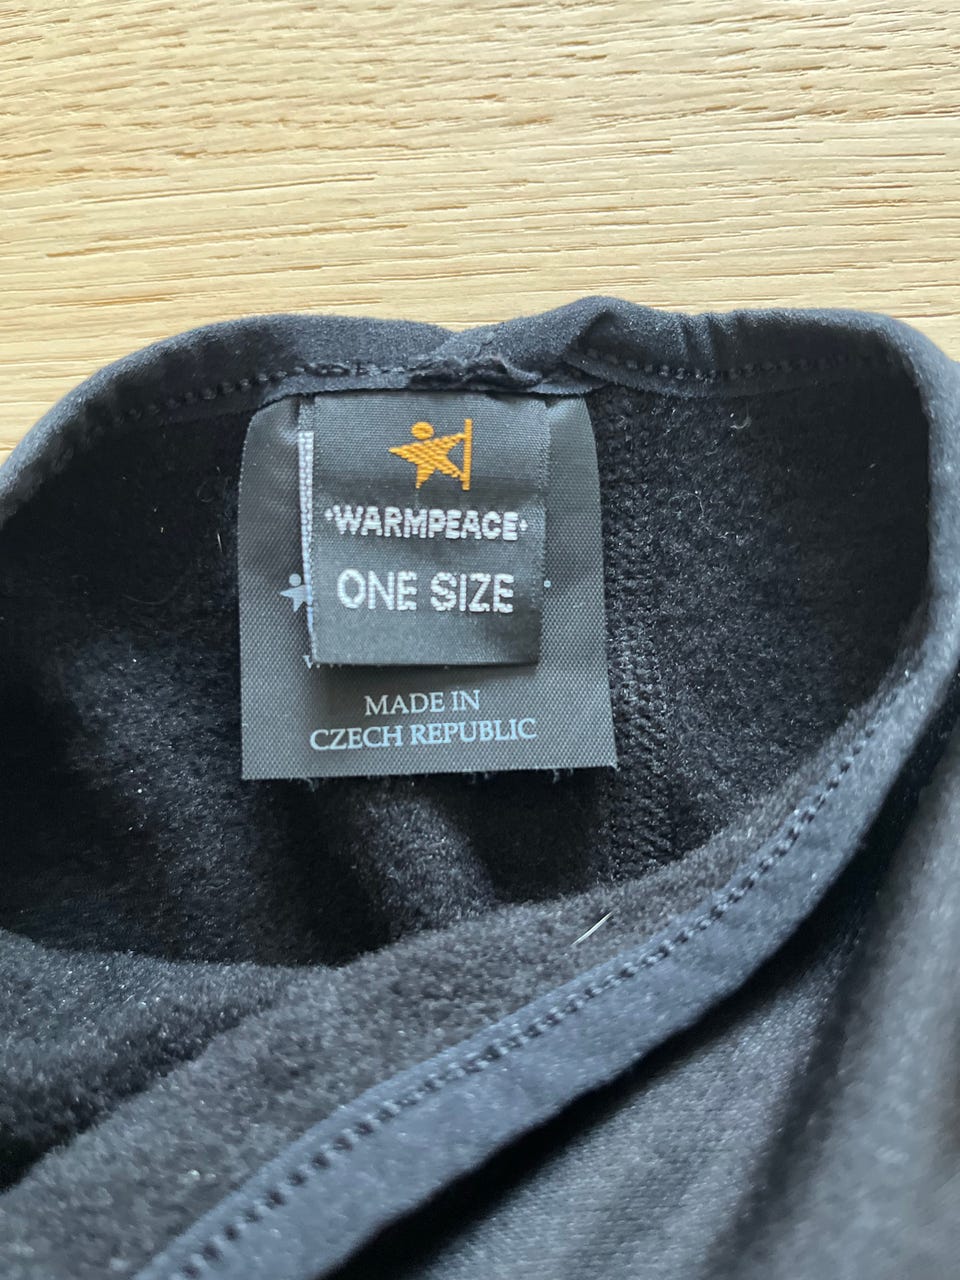 ·WARMPEACE·
ONE SIZE
MADE IN
CZECH REPUBLIC